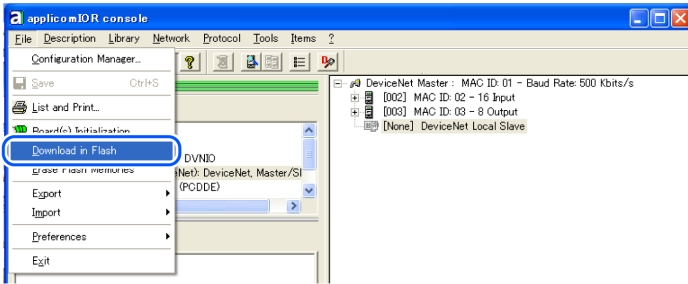 applicomIOR console
File Description Library Network Protocol Tools Items ?
Configuration Manager...
Save Ctrl+S
List and Print...
Board(s) Initialization
Download in Flash
Erase Flash Memories
Export
Import
Preferences
Exit
DVNIO
iNet): DeviceNet, Master/Sl
(PCDDE)
DeviceNet Master : MAC ID: 01 - Baud Rate: 500 Kbits/s
[002] MAC ID: 02 - 16 Input
[003] MAC ID: 03 - 8 Output
[None] DeviceNet Local Slave